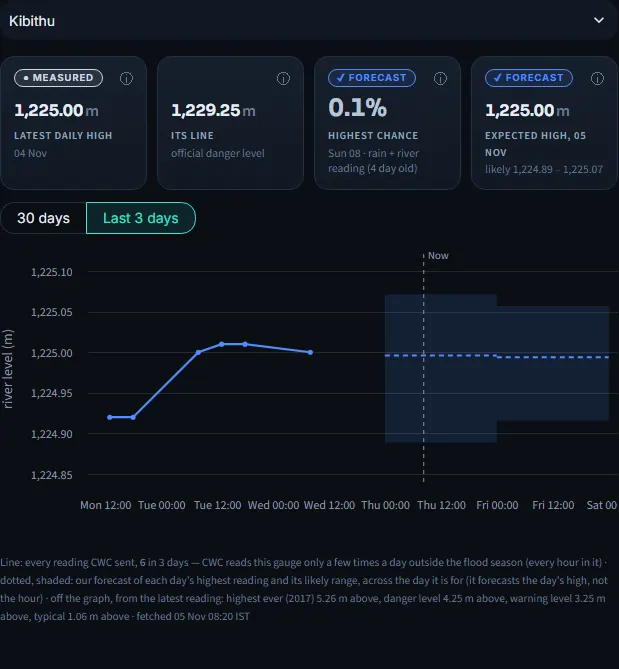 Kibithu
MEASURED
1,225.00 m
LATEST DAILY HIGH
04 Nov
1,229.25 m
ITS LINE
official danger level
FORECAST
0.1%
HIGHEST CHANCE
Sun 08 · rain + river
reading (4 day old)
FORECAST
1,225.00 m
EXPECTED HIGH, 05
NOV
likely 1,224.89 – 1,225.07
30 days
Last 3 days
Now
river level (m)
1,225.10
1,225.05
1,225.00
1,224.95
1,224.90
1,224.85
Mon 12:00 Tue 00:00 Tue 12:00 Wed 00:00 Wed 12:00 Thu 00:00 Thu 12:00 Fri 00:00 Fri 12:00 Sat 00
Line: every reading CWC sent, 6 in 3 days — CWC reads this gauge only a few times a day outside the flood season (every hour in it) ·
dotted, shaded: our forecast of each day's highest reading and its likely range, across the day it is for (it forecasts the day's high, not
the hour) · off the graph, from the latest reading: highest ever (2017) 5.26 m above, danger level 4.25 m above, warning level 3.25 m
above, typical 1.06 m above · fetched 05 Nov 08:20 IST